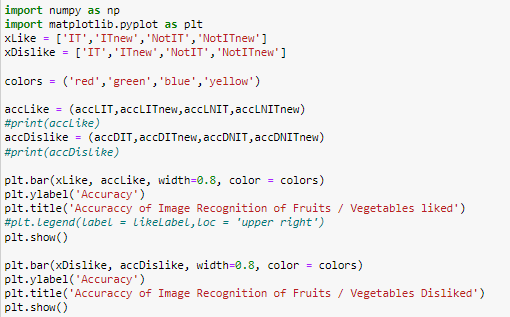 import numpy as np
import matplotlib.pyplot as plt
xLike = ['IT','ITnew','NotIT','NotITnew']
xDislike = ['IT','ITnew','NotIT','NotITnew']
colors = ('red','green','blue','yellow')
accLike = (accLIT,accLITnew,accLNIT,accLNITnew)
#print(accLike)
accDislike = (accDIT,accDITnew,accDNIT,accDNITnew)
#print(accDislike)
plt.bar(xLike, accLike, width=0.8, color = colors)
plt.ylabel('Accuracy')
plt.title('Accuraccy of Image Recognition of Fruits / Vegetables liked')
#plt.legend(label = likeLabel,loc = 'upper right')
plt.show()
plt.bar(xDislike, accDislike, width=0.8, color = colors)
plt.ylabel('Accuracy')
plt.title('Accuraccy of Image Recognition of Fruits / Vegetables Disliked')
plt.show()